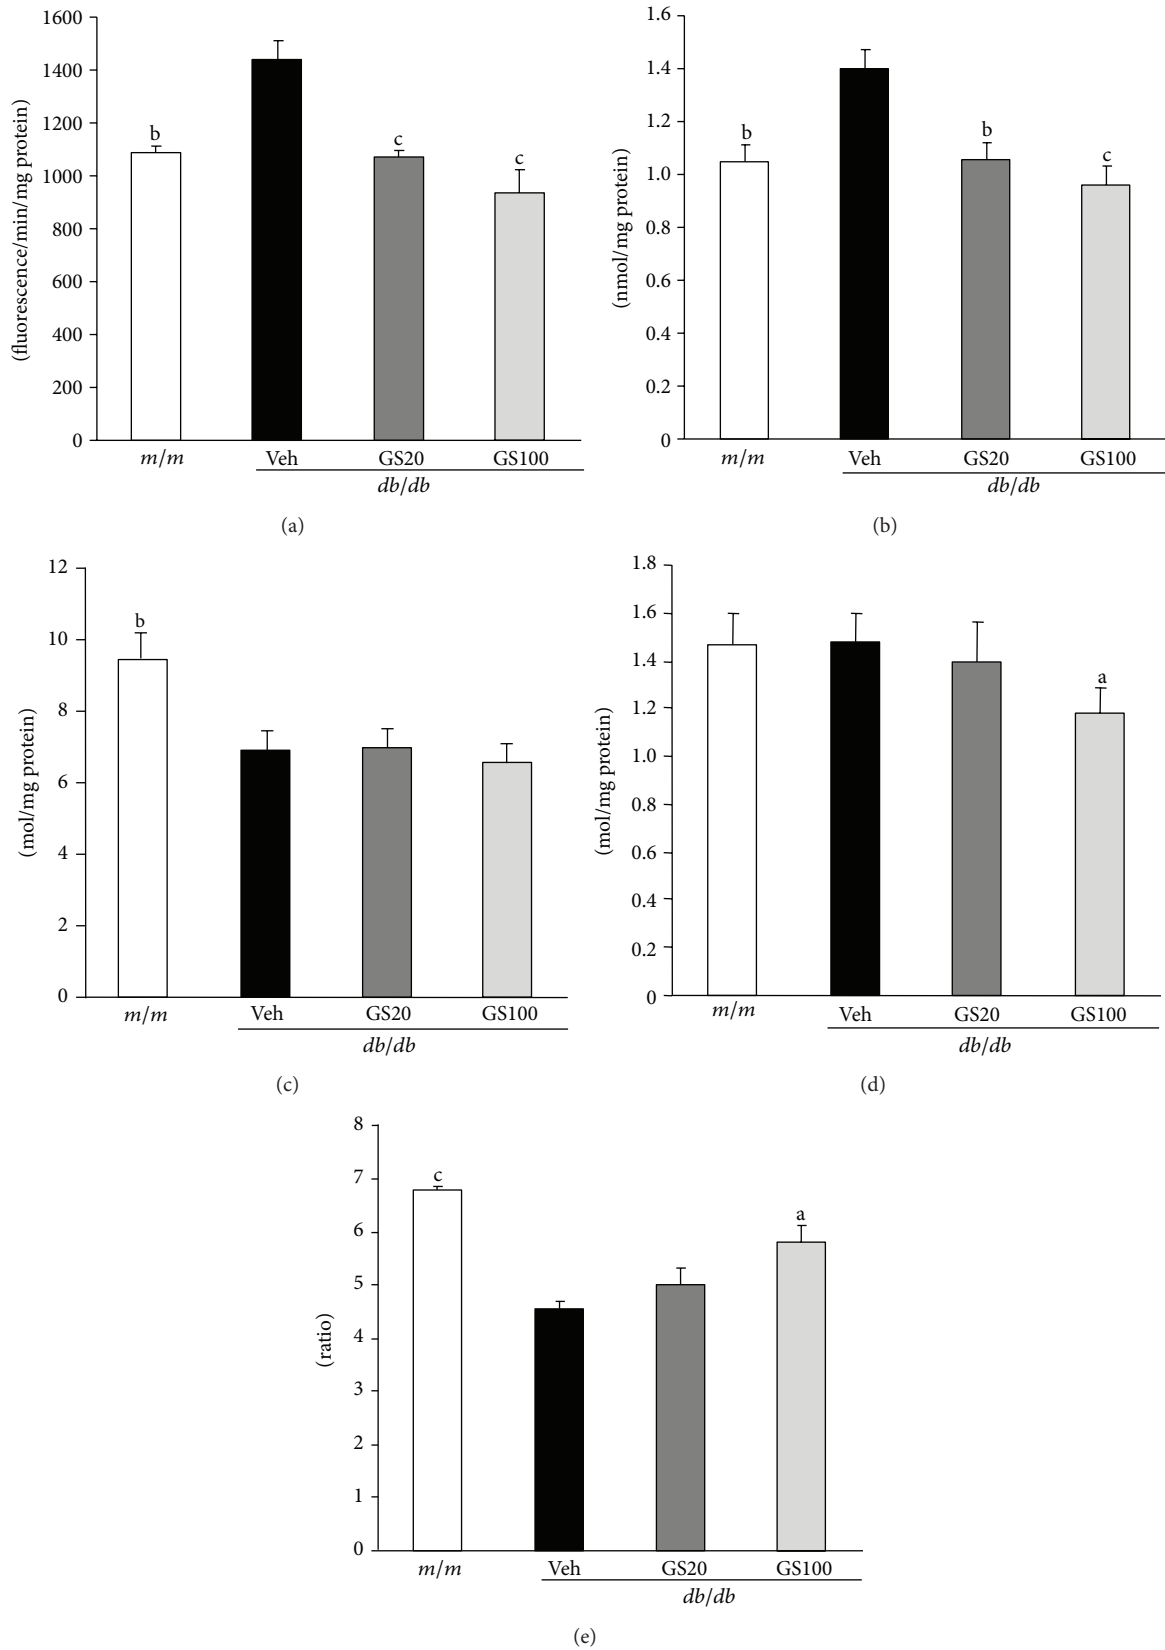 1600
1400
1200
1000
800
600
400
200
0
(fluorescence/min/mg protein)
b
c
c
m/m
Veh
GS20
GS100
db/db
(a)
1.6
1.4
1.2
1.0
0.8
0.6
0.4
0.2
0
(nmol/mg protein)
b
b
c
m/m
Veh
GS20
GS100
db/db
(b)
12
10
8
6
4
2
0
(mol/mg protein)
b
m/m
Veh
GS20
GS100
db/db
(c)
1.8
1.6
1.4
1.2
1.0
0.8
0.6
0.4
0.2
0
(mol/mg protein)
a
m/m
Veh
GS20
GS100
db/db
(d)
8
7
6
5
4
3
2
1
0
(ratio)
c
a
m/m
Veh
GS20
GS100
db/db
(e)